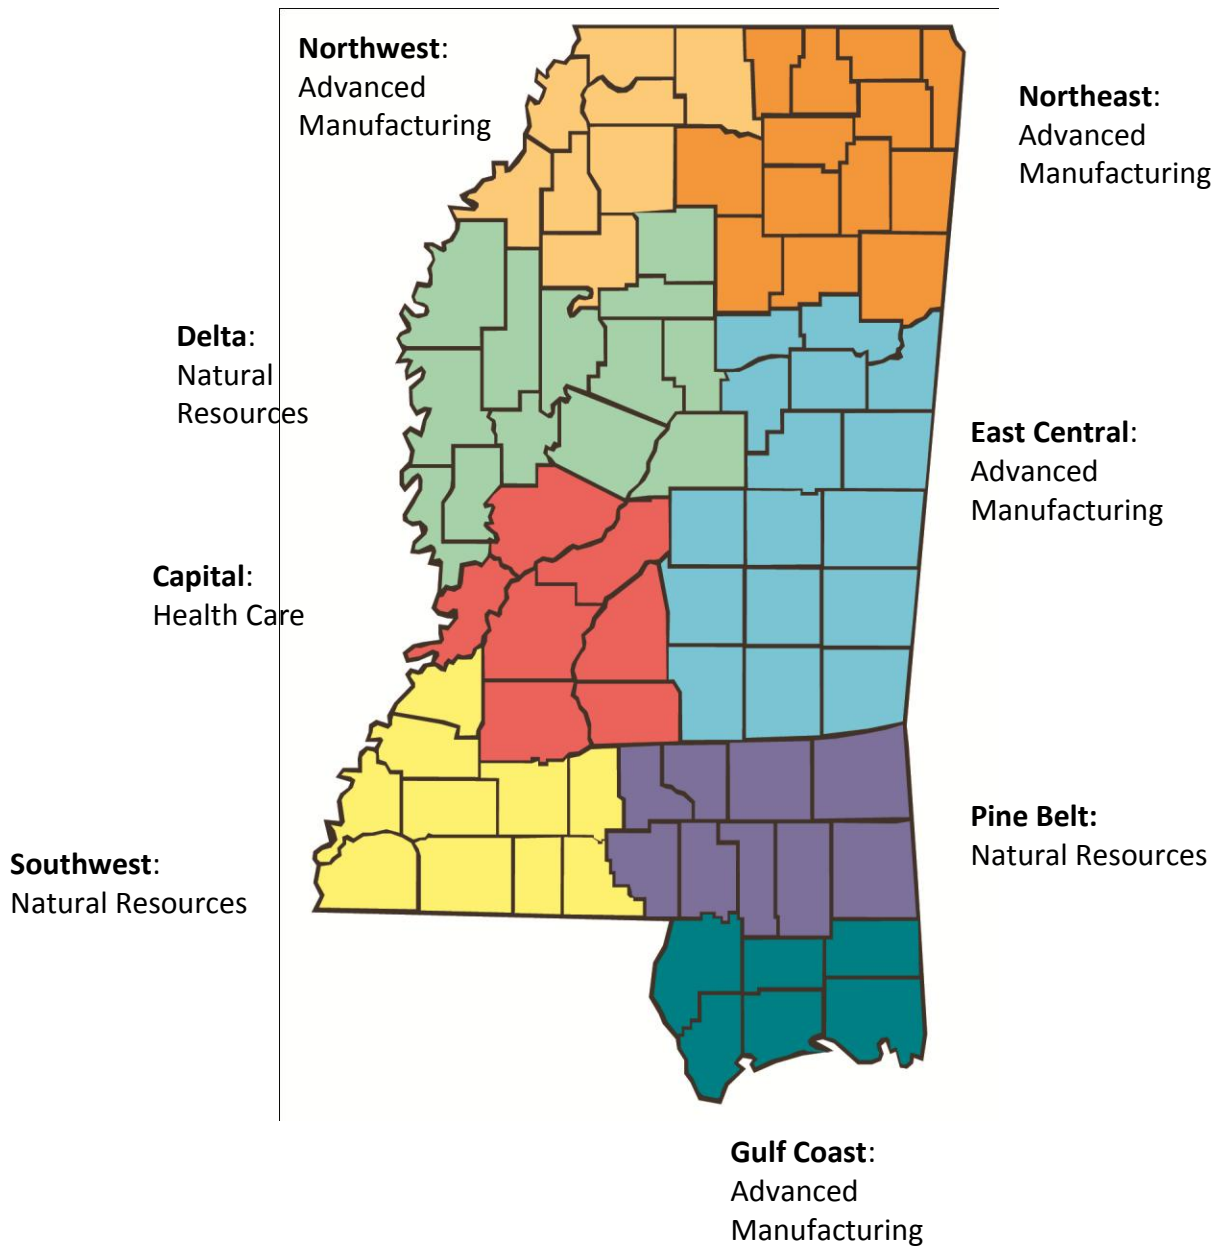 Northwest:
Advanced
Manufacturing
Northeast:
Advanced
Manufacturing
Delta:
Natural
Resources
East Central:
Advanced
Manufacturing
Capital:
Health Care
Pine Belt:
Natural Resources
Southwest:
Natural Resources
Gulf Coast:
Advanced
Manufacturing